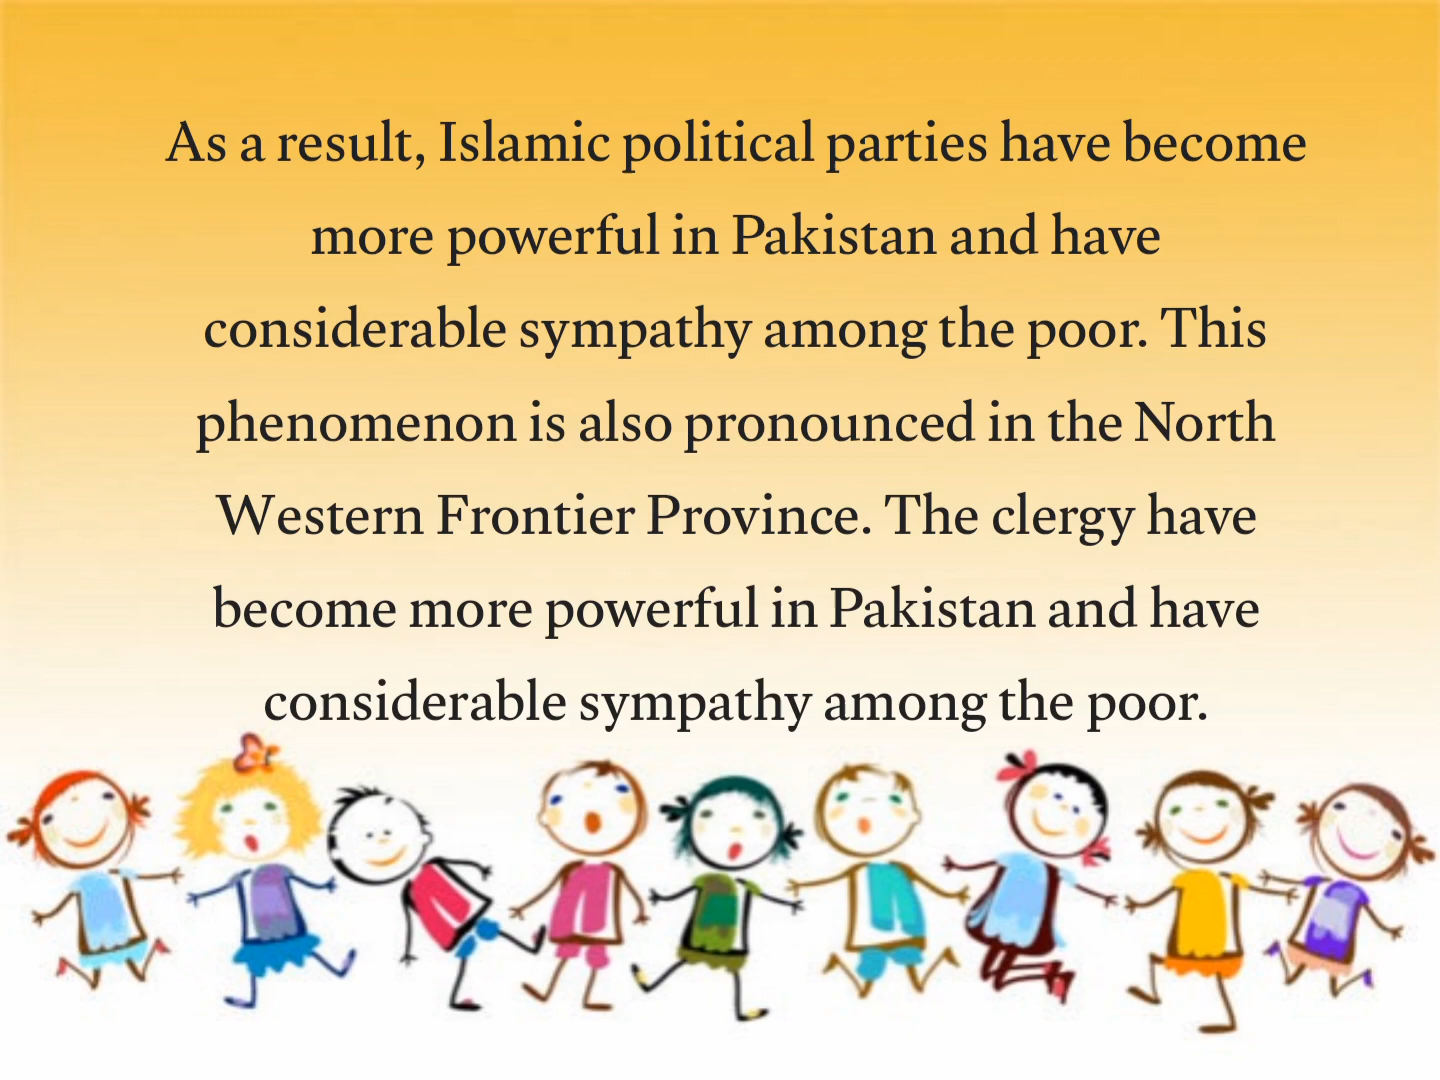 As a result, Islamic political parties have become
more powerful in Pakistan and have
considerable sympathy among the poor. This
phenomenon is also pronounced in the North
Western Frontier Province. The clergy have
become more powerful in Pakistan and have
considerable sympathy among the poor.